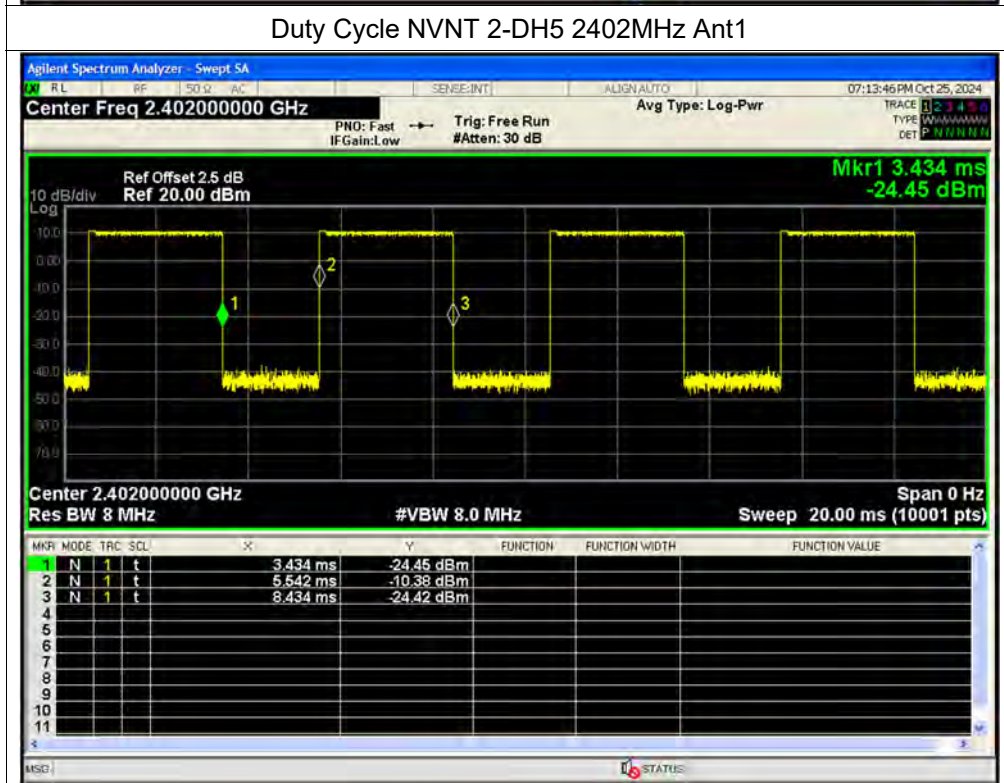 Duty Cycle NVNT 2-DH5 2402MHz Ant1
Agilent Spectrum Analyzer - Swept SA
RL RF 50 Ω AC SENSE:INT ALIGN AUTO 07:13:46 PM Oct 25, 2024
Center Freq 2.402000000 GHz Avg Type: Log-Pwr TRACE 1 2 3 4 5 6
PNO: Fast Trig: Free Run TYPE
IFGain:Low #Atten: 30 dB DET P N N N N N
Mkr1 3.434 ms
Ref Offset 2.5 dB
10 dB/div Ref 20.00 dBm -24.45 dBm
Log
10.0
0.00
-10.0
-20.0
-30.0
-40.0
-50.0
-60.0
-70.0
1
2
3
Center 2.402000000 GHz Span 0 Hz
Res BW 8 MHz #VBW 8.0 MHz Sweep 20.00 ms (10001 pts)
MKR MODE TRC SCL X Y FUNCTION FUNCTION WIDTH FUNCTION VALUE
1 N 1 t 3.434 ms -24.45 dBm
2 N 1 t 5.542 ms -10.38 dBm
3 N 1 t 8.434 ms -24.42 dBm
4
5
6
7
8
9
10
11
MSG STATUS